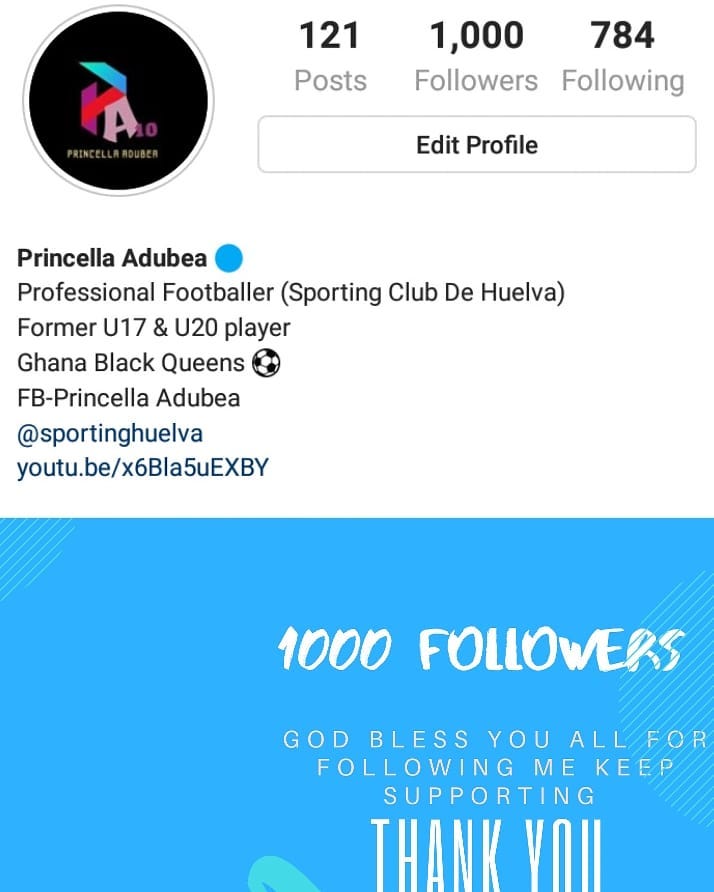 121 1,000 784
Posts Followers Following
Edit Profile
PA10
PRINCELLA ADUBEA
Princella Adubea
Professional Footballer (Sporting Club De Huelva)
Former U17 & U20 player
Ghana Black Queens ⚽
FB-Princella Adubea
@sportinghuelva
youtu.be/x6Bla5uEXBY
1000 FOLLOWERS
GOD BLESS YOU ALL FOR
FOLLOWING ME KEEP
SUPPORTING
THANK YOU